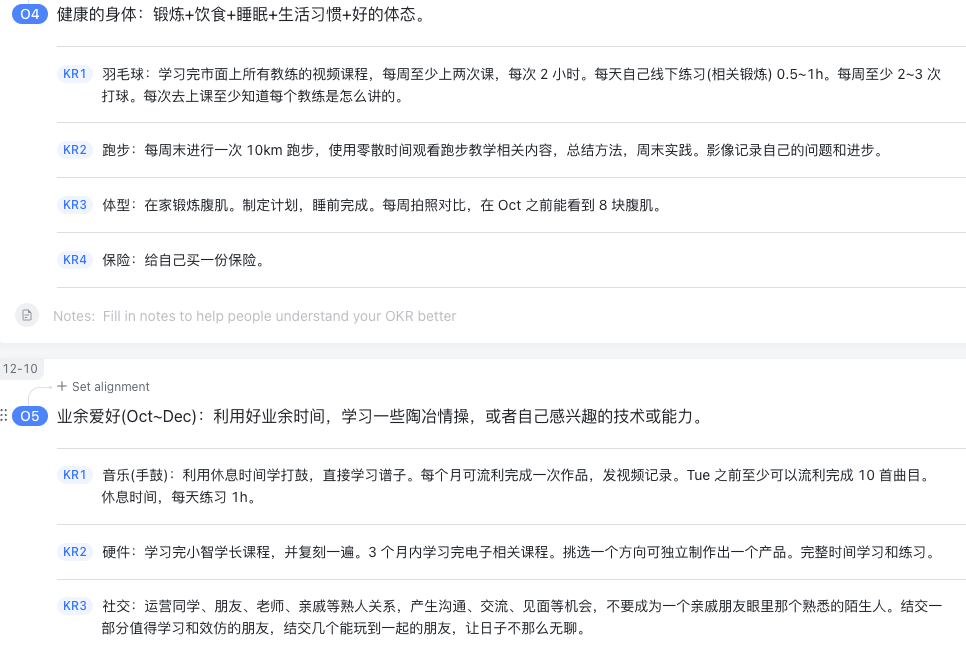 O4 健康的身体：锻炼+饮食+睡眠+生活习惯+好的体态。
KR1 羽毛球：学习完市面上所有教练的视频课程，每周至少上两次课，每次 2 小时。每天自己线下练习(相关锻炼) 0.5~1h。每周至少 2~3 次
打球。每次去上课至少知道每个教练是怎么讲的。
KR2 跑步：每周末进行一次 10km 跑步，使用零散时间观看跑步教学相关内容，总结方法，周末实践。影像记录自己的问题和进步。
KR3 体型：在家锻炼腹肌。制定计划，睡前完成。每周拍照对比，在 Oct 之前能看到 8 块腹肌。
KR4 保险：给自己买一份保险。
Notes: Fill in notes to help people understand your OKR better
12-10
+ Set alignment
O5 业余爱好(Oct~Dec)：利用好业余时间，学习一些陶冶情操，或者自己感兴趣的技术或能力。
KR1 音乐(手鼓)：利用休息时间学打鼓，直接学习谱子。每个月可流利完成一次作品，发视频记录。Tue 之前至少可以流利完成 10 首曲目。
休息时间，每天练习 1h。
KR2 硬件：学习完小智学长课程，并复刻一遍。3 个月内学习完电子相关课程。挑选一个方向可独立制作出一个产品。完整时间学习和练习。
KR3 社交：运营同学、朋友、老师、亲戚等熟人关系，产生沟通、交流、见面等机会，不要成为一个亲戚朋友眼里那个熟悉的陌生人。结交一
部分值得学习和效仿的朋友，结交几个能玩到一起的朋友，让日子不那么无聊。